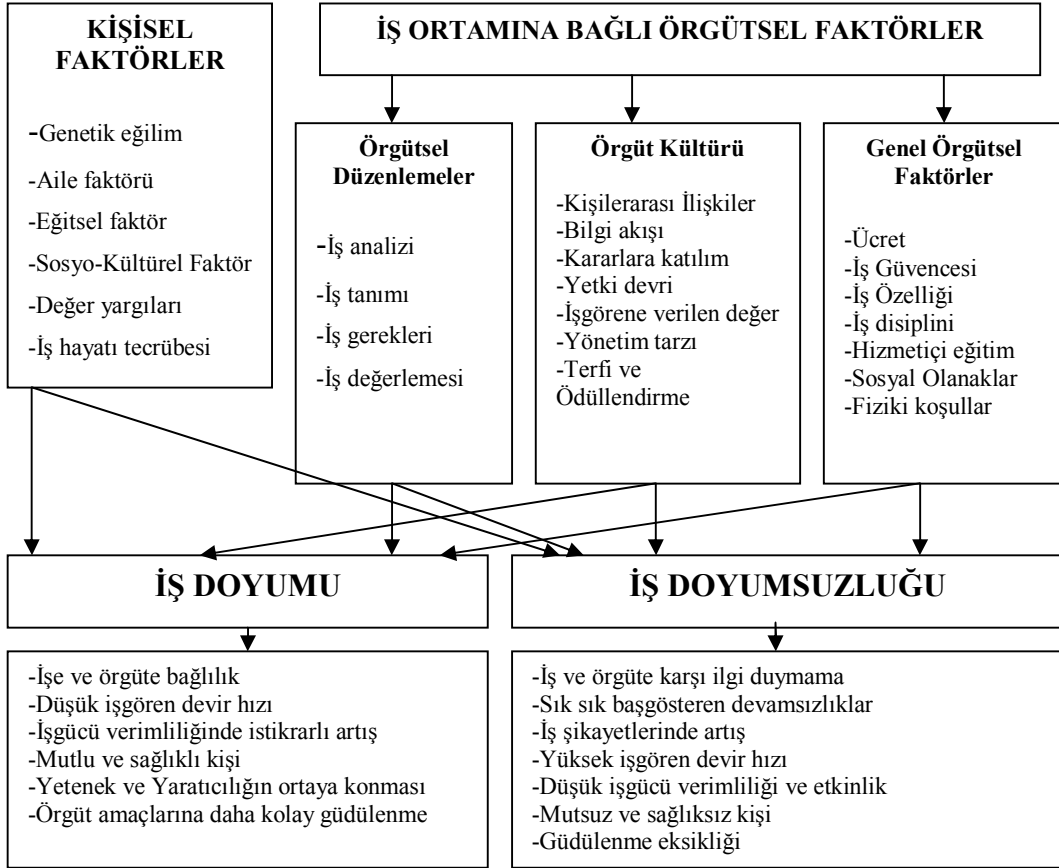 KİŞİSEL
FAKTÖRLER
-Genetik eğilim
-Aile faktörü
-Eğitsel faktör
-Sosyo-Kültürel Faktör
-Değer yargıları
-İş hayatı tecrübesi
İŞ ORTAMINA BAĞLI ÖRGÜTSEL FAKTÖRLER
Örgütsel
Düzenlemeler
-İş analizi
-İş tanımı
-İş gerekleri
-İş değerlemesi
Örgüt Kültürü
-Kişilerarası İlişkiler
-Bilgi akışı
-Kararlara katılım
-Yetki devri
-İşgörene verilen değer
-Yönetim tarzı
-Terfi ve
Ödüllendirme
Genel Örgütsel
Faktörler
-Ücret
-İş Güvencesi
-İş Özelliği
-İş disiplini
-Hizmetiçi eğitim
-Sosyal Olanaklar
-Fiziki koşullar
İŞ DOYUMU
-İşe ve örgüte bağlılık
-Düşük işgören devir hızı
-İşgücü verimliliğinde istikrarlı artış
-Mutlu ve sağlıklı kişi
-Yetenek ve Yaratıcılığın ortaya konması
-Örgüt amaçlarına daha kolay güdülenme
İŞ DOYUMSUZLUĞU
-İş ve örgüte karşı ilgi duymama
-Sık sık başgösteren devamsızlıklar
-İş şikayetlerinde artış
-Yüksek işgören devir hızı
-Düşük işgücü verimliliği ve etkinlik
-Mutsuz ve sağlıksız kişi
-Güdülenme eksikliği